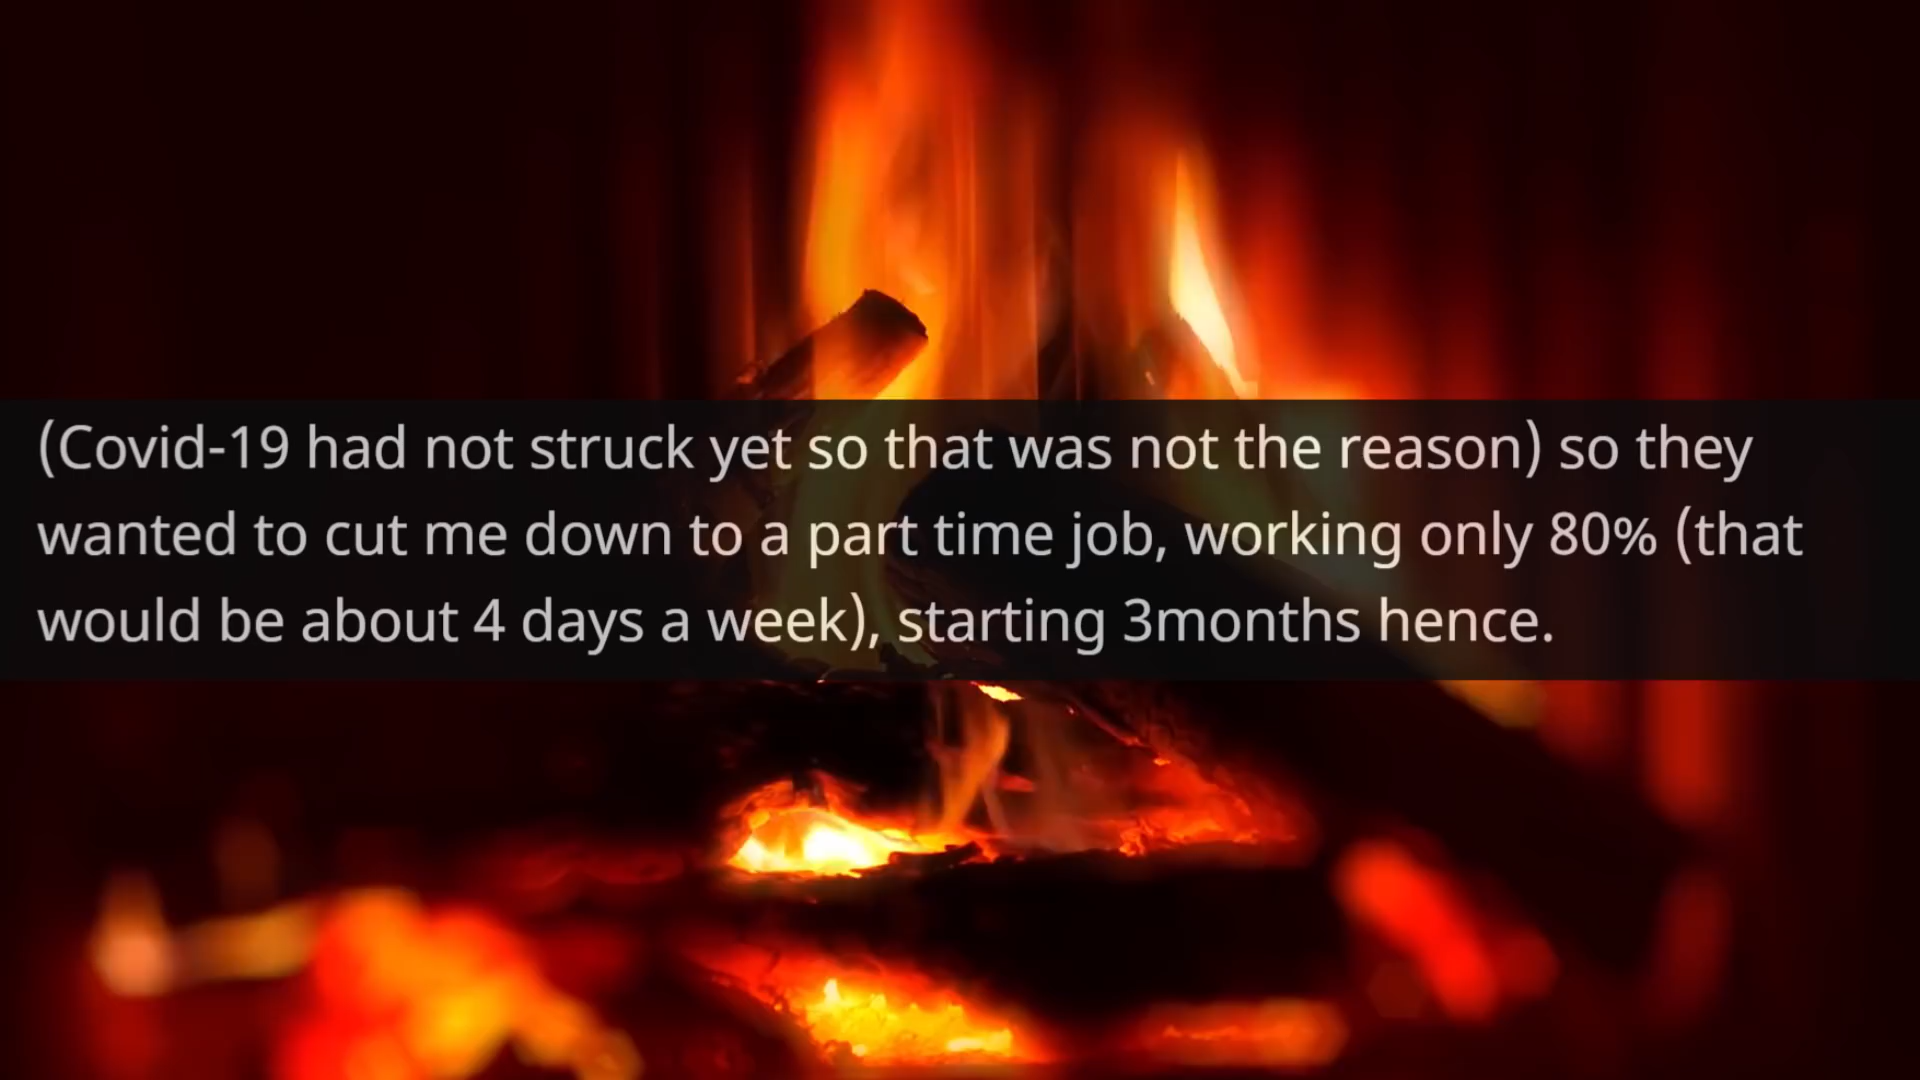 (Covid-19 had not struck yet so that was not the reason) so they
wanted to cut me down to a part time job, working only 80% (that
would be about 4 days a week), starting 3months hence.